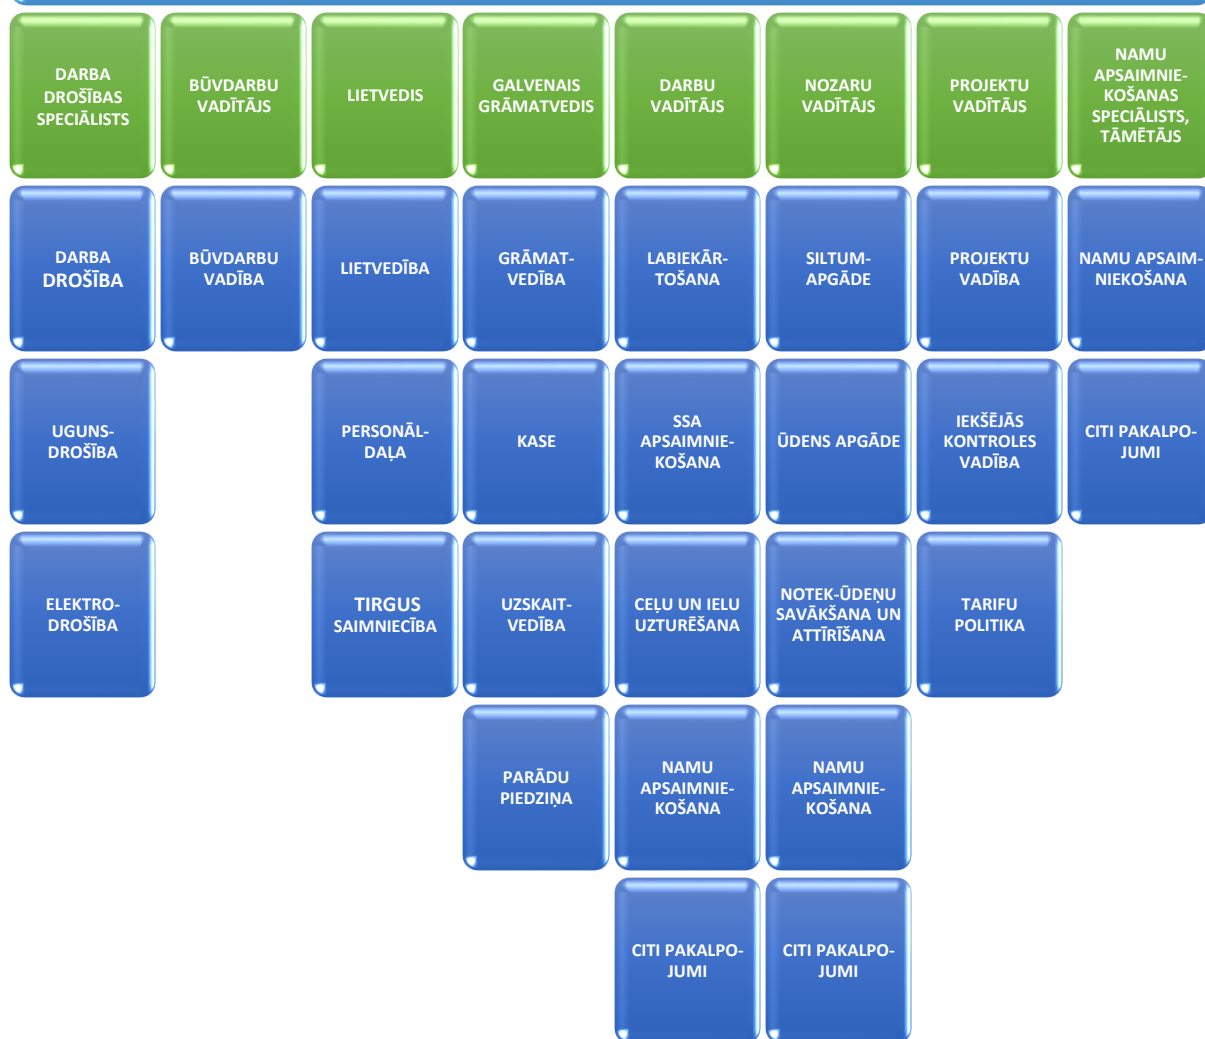 DARBA
DROŠĪBAS
SPECIĀLISTS
BŪVDARBU
VADĪTĀJS
LIETVEDIS
GALVENAIS
GRĀMATVEDIS
DARBU
VADĪTĀJS
NOZARU
VADĪTĀJS
PROJEKTU
VADĪTĀJS
NAMU
APSAIMNIE-
KOŠANAS
SPECIĀLISTS,
TĀMĒTĀJS
DARBA
DROŠĪBA
BŪVDARBU
VADĪBA
LIETVEDĪBA
GRĀMAT-
VEDĪBA
LABIEKĀR-
TOŠANA
SILTUM-
APGĀDE
PROJEKTU
VADĪBA
NAMU APSAIM-
NIEKOŠANA
UGUNS-
DROŠĪBA
PERSONĀL-
DAĻA
KASE
SSA
APSAIMNIE-
KOŠANA
ŪDENS APGĀDE
IEKŠĒJĀS
KONTROLES
VADĪBA
CITI PAKALPO-
JUMI
ELEKTRO-
DROŠĪBA
TIRGUS
SAIMNIECĪBA
UZSKAIT-
VEDĪBA
CEĻU UN IELU
UZTURĒŠANA
NOTEK-ŪDEŅU
SAVĀKŠANA UN
ATTĪRĪŠANA
TARIFU
POLITIKA
PARĀDU
PIEDZIŅA
NAMU
APSAIMNIE-
KOŠANA
NAMU
APSAIMNIE-
KOŠANA
CITI PAKALPO-
JUMI
CITI PAKALPO-
JUMI